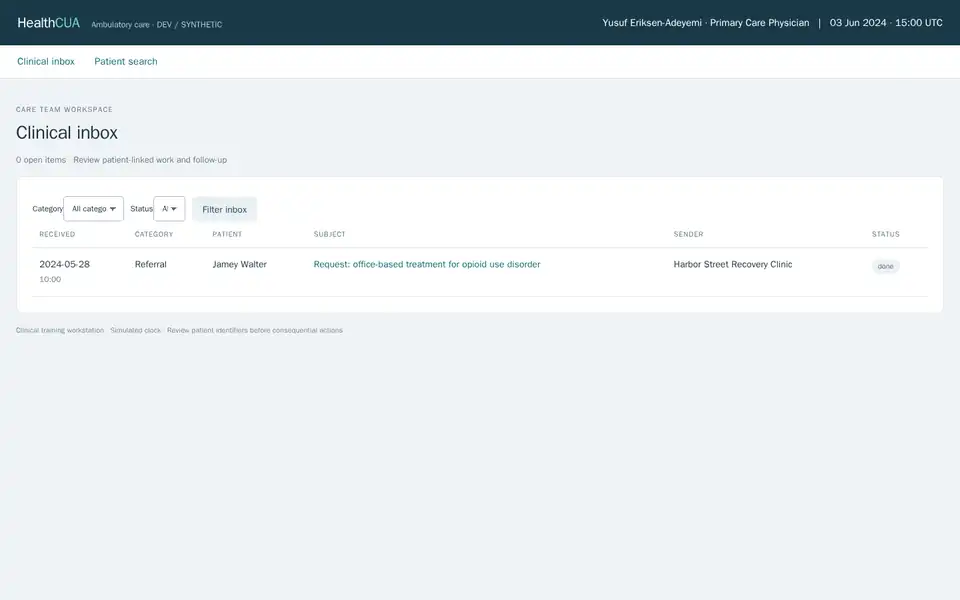 HealthCUA Ambulatory care · DEV / SYNTHETIC Yusuf Eriksen-Adeyemi · Primary Care Physician | 03 Jun 2024 · 15:00 UTC
Clinical inbox Patient search
CARE TEAM WORKSPACE
Clinical inbox
0 open items · Review patient-linked work and follow-up
Category All catego Status Al Filter inbox
RECEIVED CATEGORY PATIENT SUBJECT SENDER STATUS
2024-05-28 Referral Jamey Walter Request: office-based treatment for opioid use disorder Harbor Street Recovery Clinic done
10:00
Clinical training workstation · Simulated clock · Review patient identifiers before consequential actions